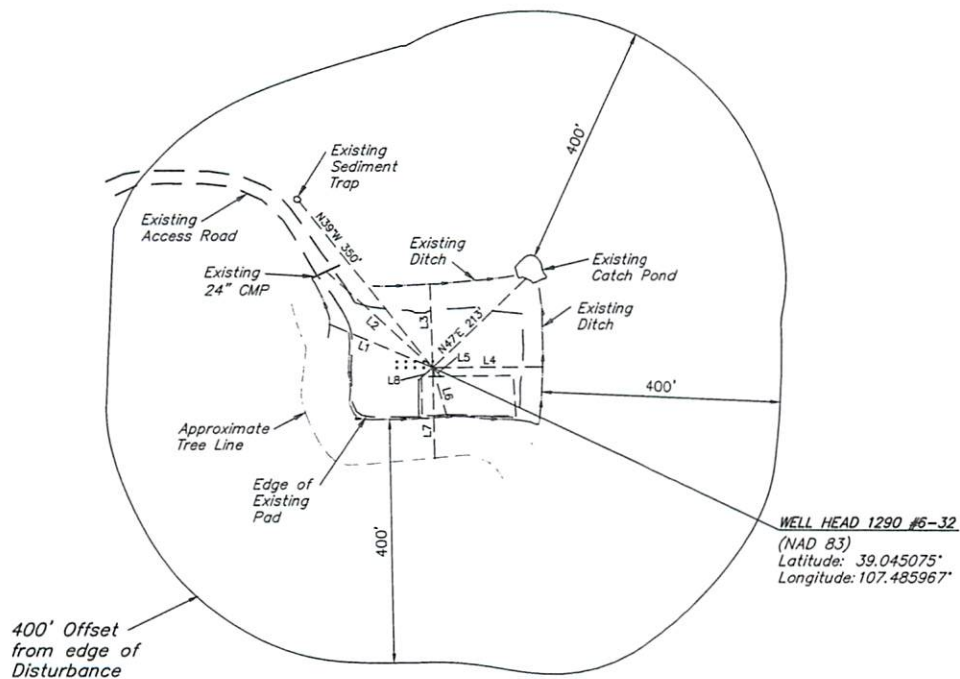 400'
Existing
Sediment
Trap
Existing
Access Road
N39°W 350'
Existing
Ditch
Existing
Catch Pond
Existing
24" CMP
L2
L3
N47°E 213'
Existing
Ditch
L1
L5
L4
L8
L6
400'
Approximate
Tree Line
L7
Edge of
Existing
Pad
400'
WELL HEAD 1290 #6-32
(NAD 83)
Latitude: 39.045075°
Longitude: 107.485967°
400' Offset
from edge of
Disturbance